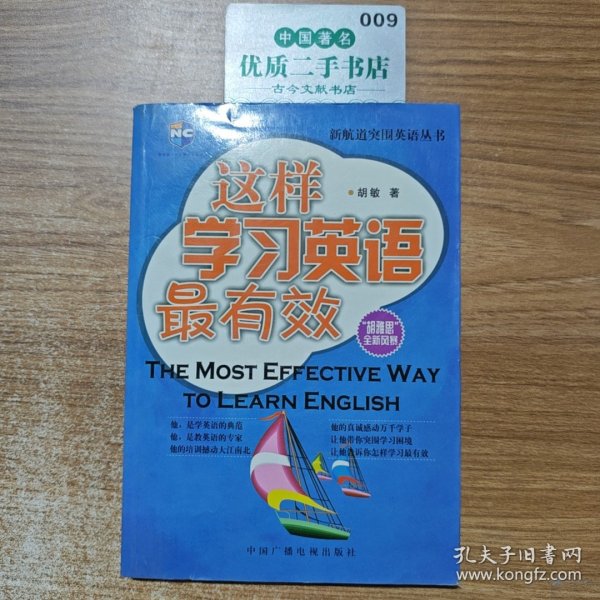 009
中国著名
优质二手书店
古今文献书店
NC
新航道突围英语丛书
这样
胡敏 著
学习英语
最有效
"胡雅思"
全新风暴
THE MOST EFFECTIVE WAY
TO LEARN ENGLISH
他，是学英语的典范
他，是教英语的专家
他的培训撼动大江南北
他的真诚感动万千学子
让他带你突围学习困境
让他告诉你怎样学习最有效
中国广播电视出版社
孔夫子旧书网
www.kongfz.com